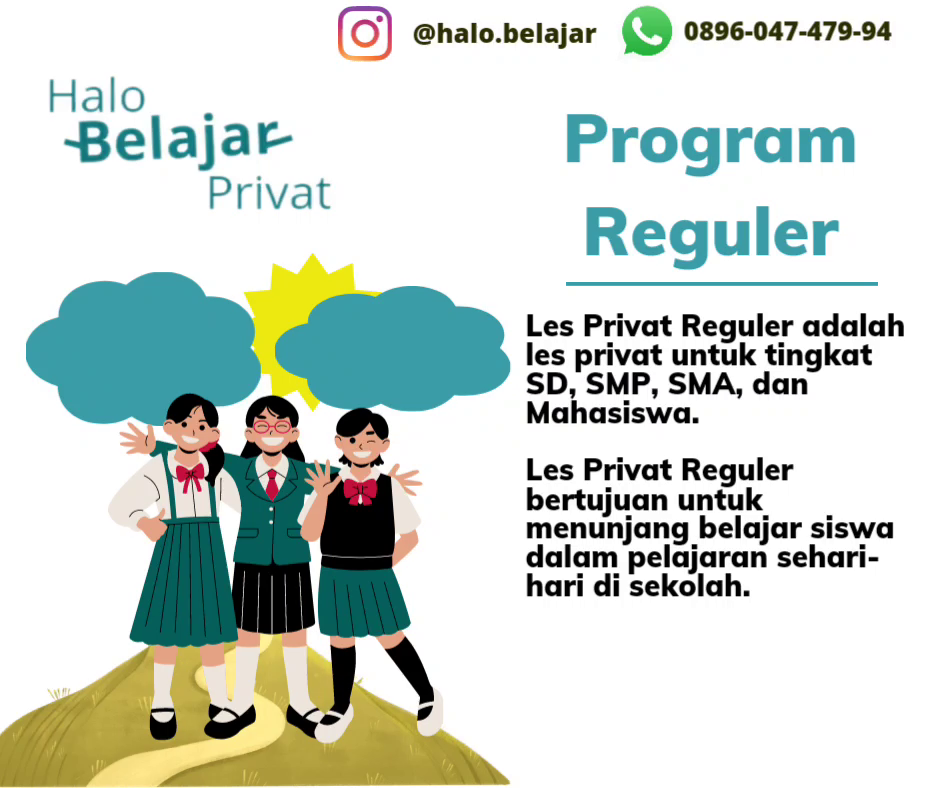 @halo.belajar
0896-047-479-94
Halo
Belajar
Privat
Program
Reguler
Les Privat Reguler adalah
les privat untuk tingkat
SD, SMP, SMA, dan
Mahasiswa.
Les Privat Reguler
bertujuan untuk
menunjang belajar siswa
dalam pelajaran sehari-
hari di sekolah.